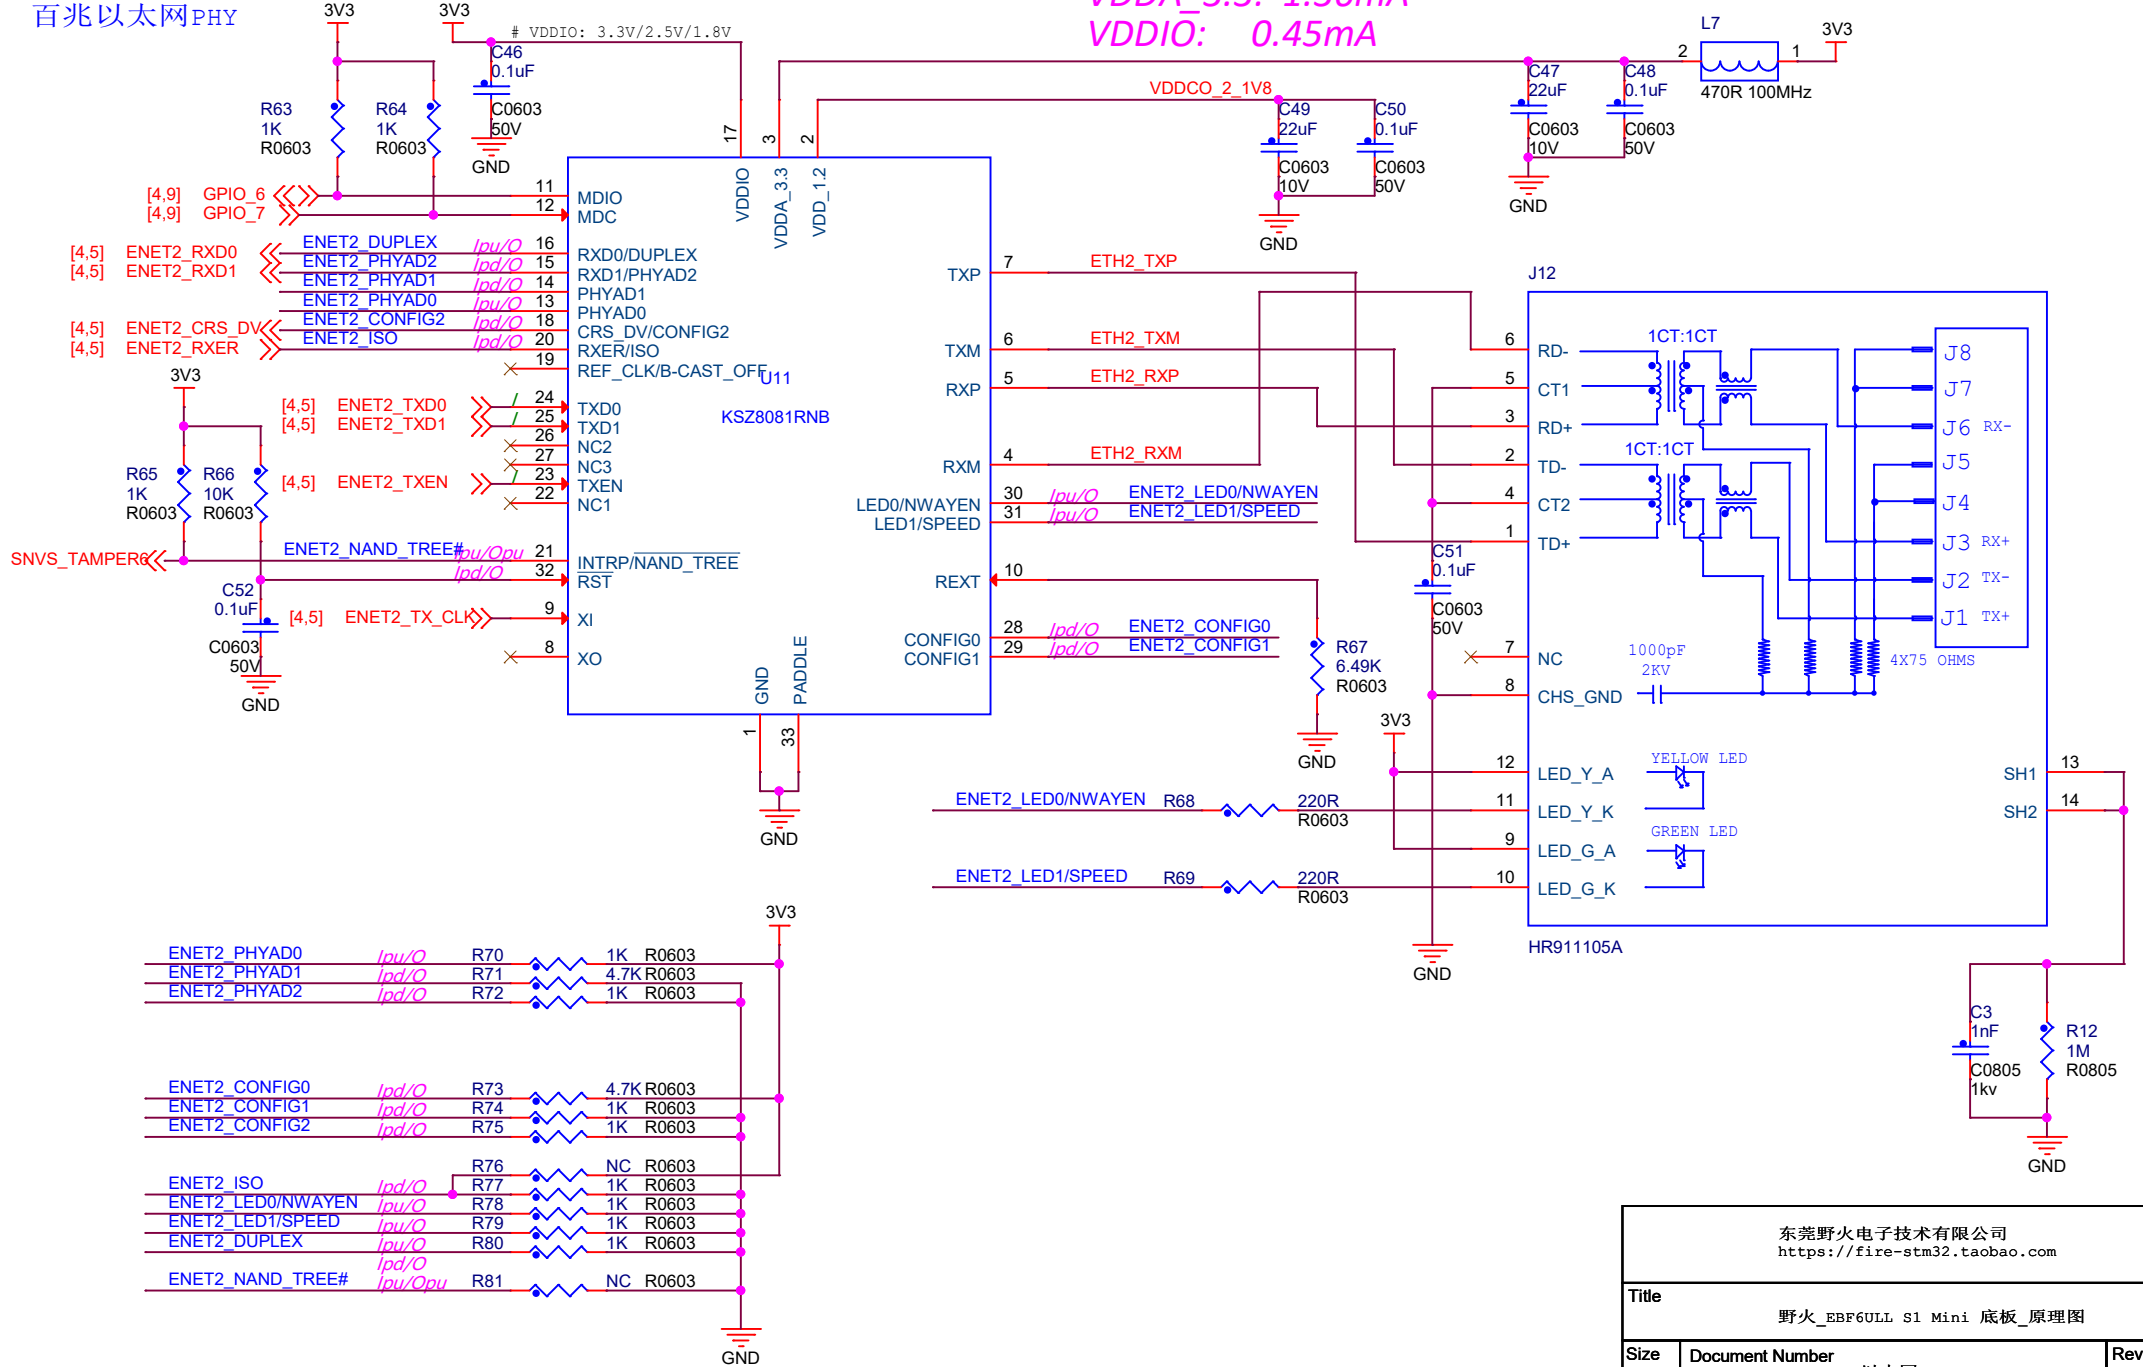 百兆以太网PHY
3V3
3V3
# VDDIO: 3.3V/2.5V/1.8V
VDDIO: 0.45mA
C46
0.1uF
C0603
50V
GND
R63
1K
R0603
R64
1K
R0603
17
3
2
VDDCO_2_1V8
C49
22uF
C0603
10V
C50
0.1uF
C0603
50V
GND
C47
22uF
C0603
10V
C48
0.1uF
C0603
50V
GND
L7
2
1
3V3
470R 100MHz
[4,9] GPIO_6
[4,9] GPIO_7
11 MDIO
12 MDC
VDDIO
VDDA_3.3
VDD_1.2
[4,5] ENET2_RXD0
[4,5] ENET2_RXD1
ENET2_DUPLEX Ipu/O 16 RXD0/DUPLEX
ENET2_PHYAD2 Ipd/O 15 RXD1/PHYAD2
ENET2_PHYAD1 Ipd/O 14 PHYAD1
ENET2_PHYAD0 Ipu/O 13 PHYAD0
[4,5] ENET2_CRS_DV ENET2_CONFIG2 Ipd/O 18 CRS_DV/CONFIG2
[4,5] ENET2_RXER ENET2_ISO Ipd/O 20 RXER/ISO
19 REF_CLK/B-CAST_OFF
U11
KSZ8081RNB
3V3
[4,5] ENET2_TXD0 24 TXD0
[4,5] ENET2_TXD1 25 TXD1
26 NC2
27 NC3
[4,5] ENET2_TXEN 23 TXEN
22 NC1
R65
1K
R0603
R66
10K
R0603
SNVS_TAMPER6
ENET2_NAND_TREE# Ipu/Opu 21 INTRP/NAND_TREE
Ipd/O 32 RST
C52
0.1uF
C0603
50V
GND
[4,5] ENET2_TX_CLK 9 XI
8 XO
GND
PADDLE
1
33
GND
TXP 7 ETH2_TXP
TXM 6 ETH2_TXM
RXP 5 ETH2_RXP
RXM 4 ETH2_RXM
LED0/NWAYEN 30 Ipu/O ENET2_LED0/NWAYEN
LED1/SPEED 31 Ipu/O ENET2_LED1/SPEED
REXT 10
CONFIG0 28 Ipd/O ENET2_CONFIG0
CONFIG1 29 Ipd/O ENET2_CONFIG1
R67
6.49K
R0603
GND
C51
0.1uF
C0603
50V
GND
J12
6 RD-
5 CT1
3 RD+
2 TD-
4 CT2
1 TD+
7 NC
8 CHS_GND
1CT:1CT
1CT:1CT
J8
J7
J6 RX-
J5
J4
J3 RX+
J2 TX-
J1 TX+
1000pF
2KV
4X75 OHMS
3V3
12 LED_Y_A
11 LED_Y_K
9 LED_G_A
10 LED_G_K
YELLOW LED
GREEN LED
SH1 13
SH2 14
HR911105A
ENET2_LED0/NWAYEN R68 220R
R0603
ENET2_LED1/SPEED R69 220R
R0603
C3
1nF
C0805
1kv
R12
1M
R0805
GND
3V3
ENET2_PHYAD0 Ipu/O R70 1K R0603
ENET2_PHYAD1 Ipd/O R71 4.7K R0603
ENET2_PHYAD2 Ipd/O R72 1K R0603
ENET2_CONFIG0 Ipd/O R73 4.7K R0603
ENET2_CONFIG1 Ipd/O R74 1K R0603
ENET2_CONFIG2 Ipd/O R75 1K R0603
R76 NC R0603
ENET2_ISO Ipd/O R77 1K R0603
ENET2_LED0/NWAYEN Ipu/O R78 1K R0603
ENET2_LED1/SPEED Ipu/O R79 1K R0603
ENET2_DUPLEX Ipu/O R80 1K R0603
Ipd/O
ENET2_NAND_TREE# Ipu/Opu R81 NC R0603
GND
东莞野火电子技术有限公司
https://fire-stm32.taobao.com
Title
野火_EBF6ULL S1 Mini 底板_原理图
Size Document Number Rev